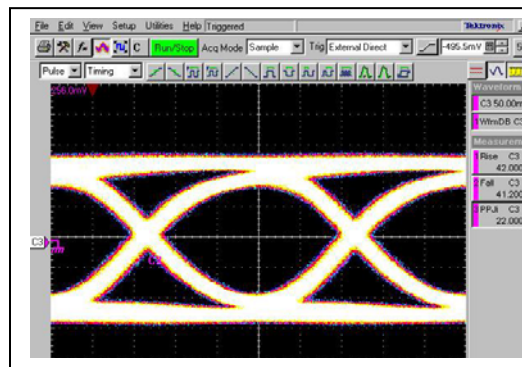 File Edit View Setup Utilities Help Triggered Tektronix
C Run/Stop Acq Mode Sample Trig External Direct -495.5mV
Pulse Timing
256.0mV
Waveform
C3 50.00m
WfmDB C3
Measurem
Rise C3
42.000
Fall C3
41.200
PPJi C3
22.000
C3